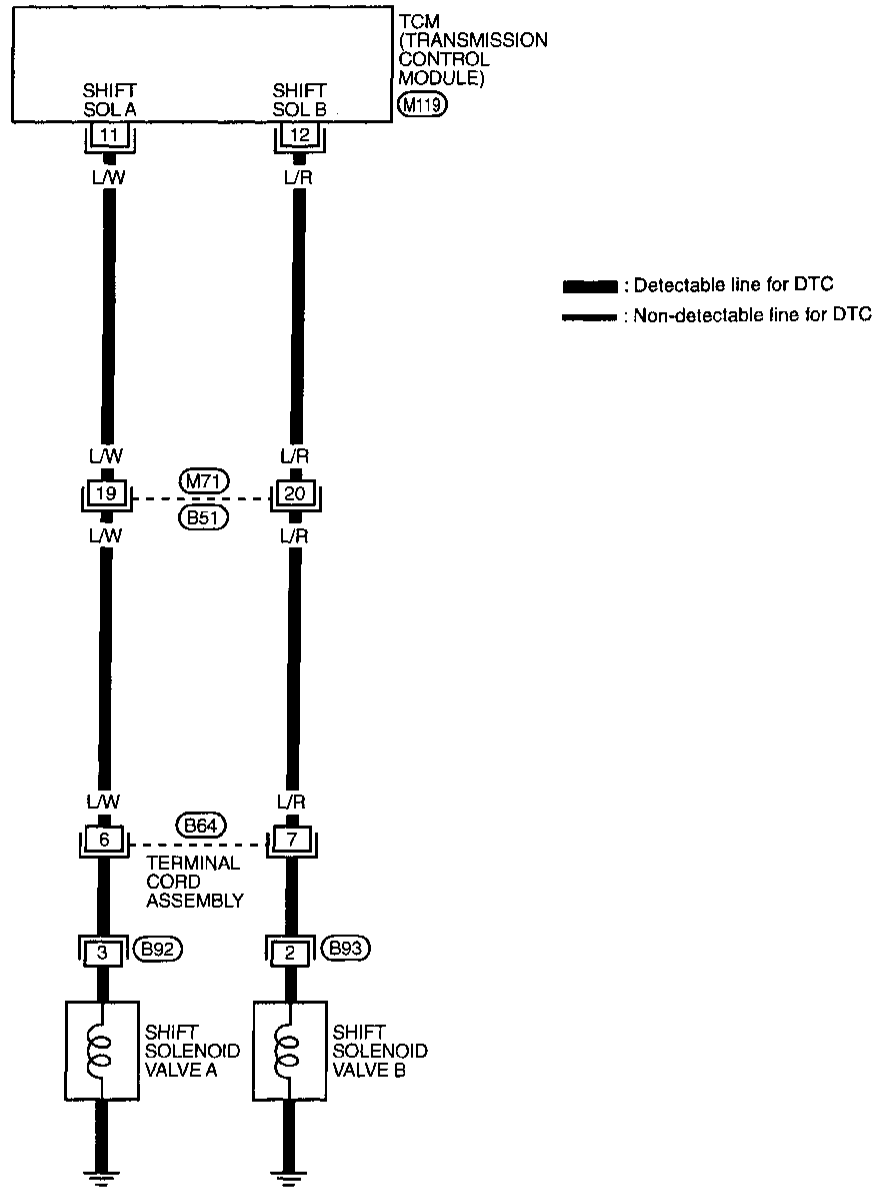 TCM
(TRANSMISSION
CONTROL
MODULE)
M119
SHIFT
SOL A
SHIFT
SOL B
11
12
L/W
L/R
: Detectable line for DTC
: Non-detectable line for DTC
L/W
L/R
19
M71
20
B51
L/W
L/R
L/W
L/R
6
B64
7
TERMINAL
CORD
ASSEMBLY
3
B92
2
B93
SHIFT
SOLENOID
VALVE A
SHIFT
SOLENOID
VALVE B